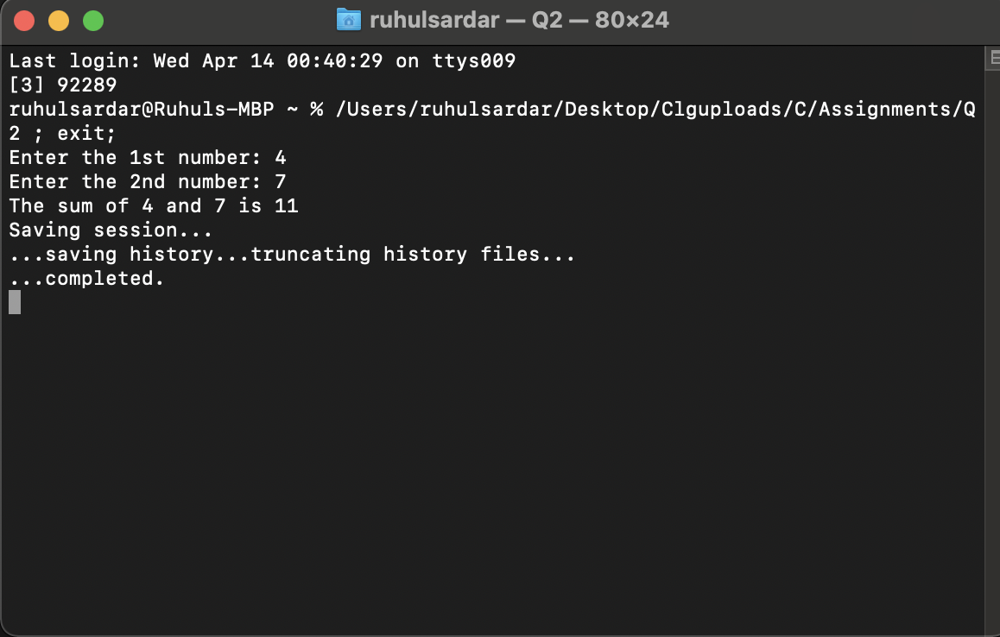 ruhulsardar — Q2 — 80×24
Last login: Wed Apr 14 00:40:29 on ttys009
[3] 92289
ruhulsardar@Ruhuls-MBP ~ % /Users/ruhulsardar/Desktop/Clguploads/C/Assignments/Q
2 ; exit;
Enter the 1st number: 4
Enter the 2nd number: 7
The sum of 4 and 7 is 11
Saving session...
...saving history...truncating history files...
...completed.